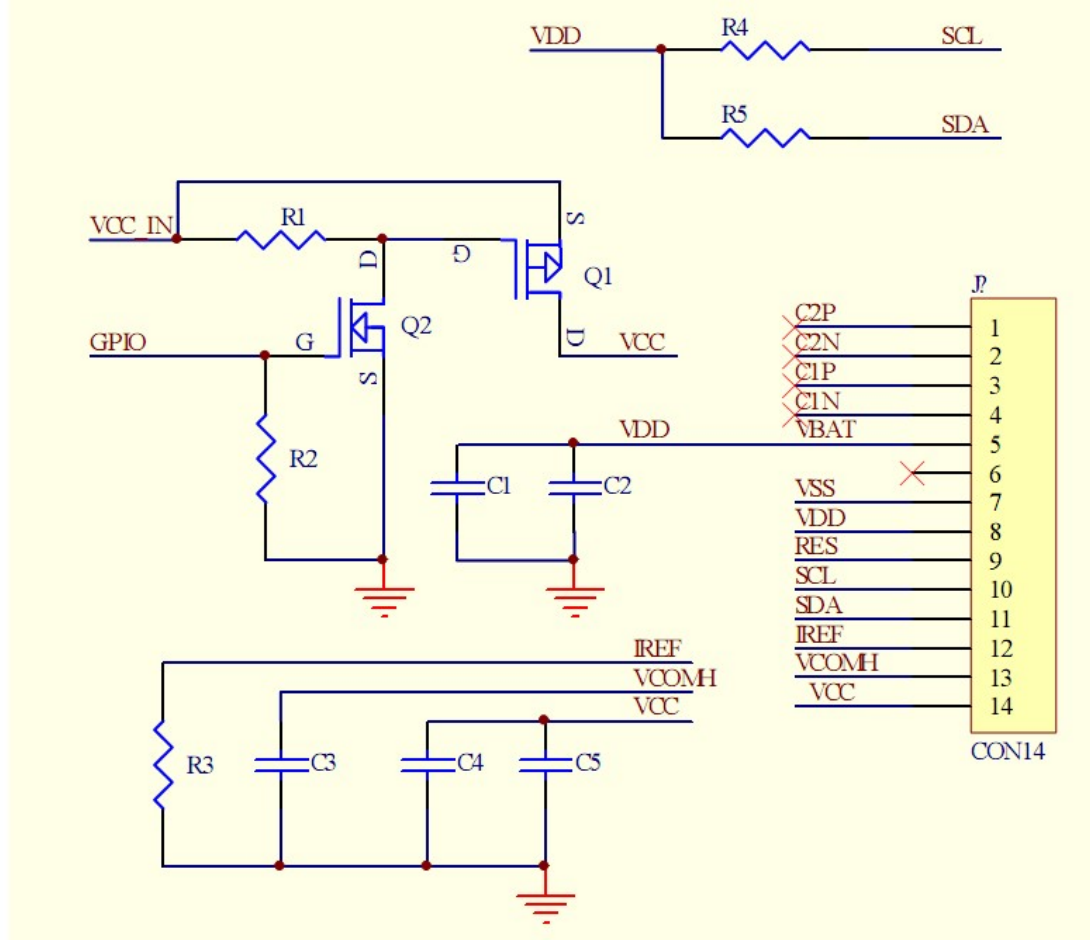 VDD R4 SCL
R5 SDA
VCC_IN R1 D G S Q1
D VCC
GPIO G Q2
S
R2
VDD
C1 C2
J?
C2P 1
C2N 2
C1P 3
C1N 4
VBAT 5
6
VSS 7
VDD 8
RES 9
SCL 10
SDA 11
IREF 12
VCOMH 13
VCC 14
CON14
IREF
VCOMH
VCC
R3 C3 C4 C5